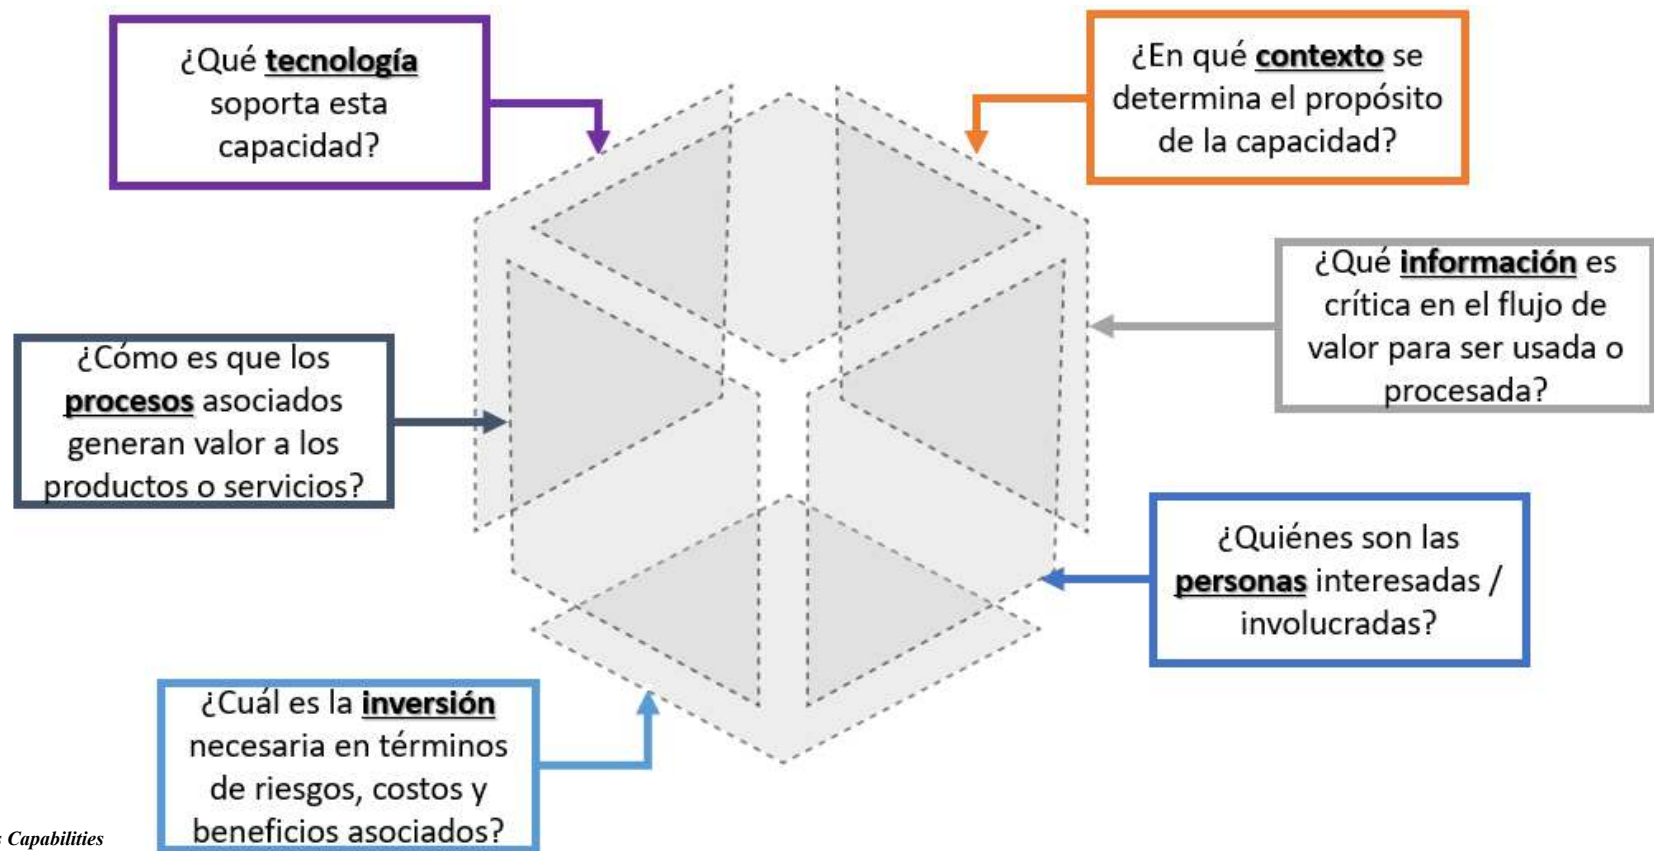 ¿Qué tecnología
soporta esta
capacidad?
¿En qué contexto se
determina el propósito
de la capacidad?
¿Qué información es
crítica en el flujo de
valor para ser usada o
procesada?
¿Cómo es que los
procesos asociados
generan valor a los
productos o servicios?
¿Quiénes son las
personas interesadas /
involucradas?
¿Cuál es la inversión
necesaria en términos
de riesgos, costos y
beneficios asociados?
Capabilities